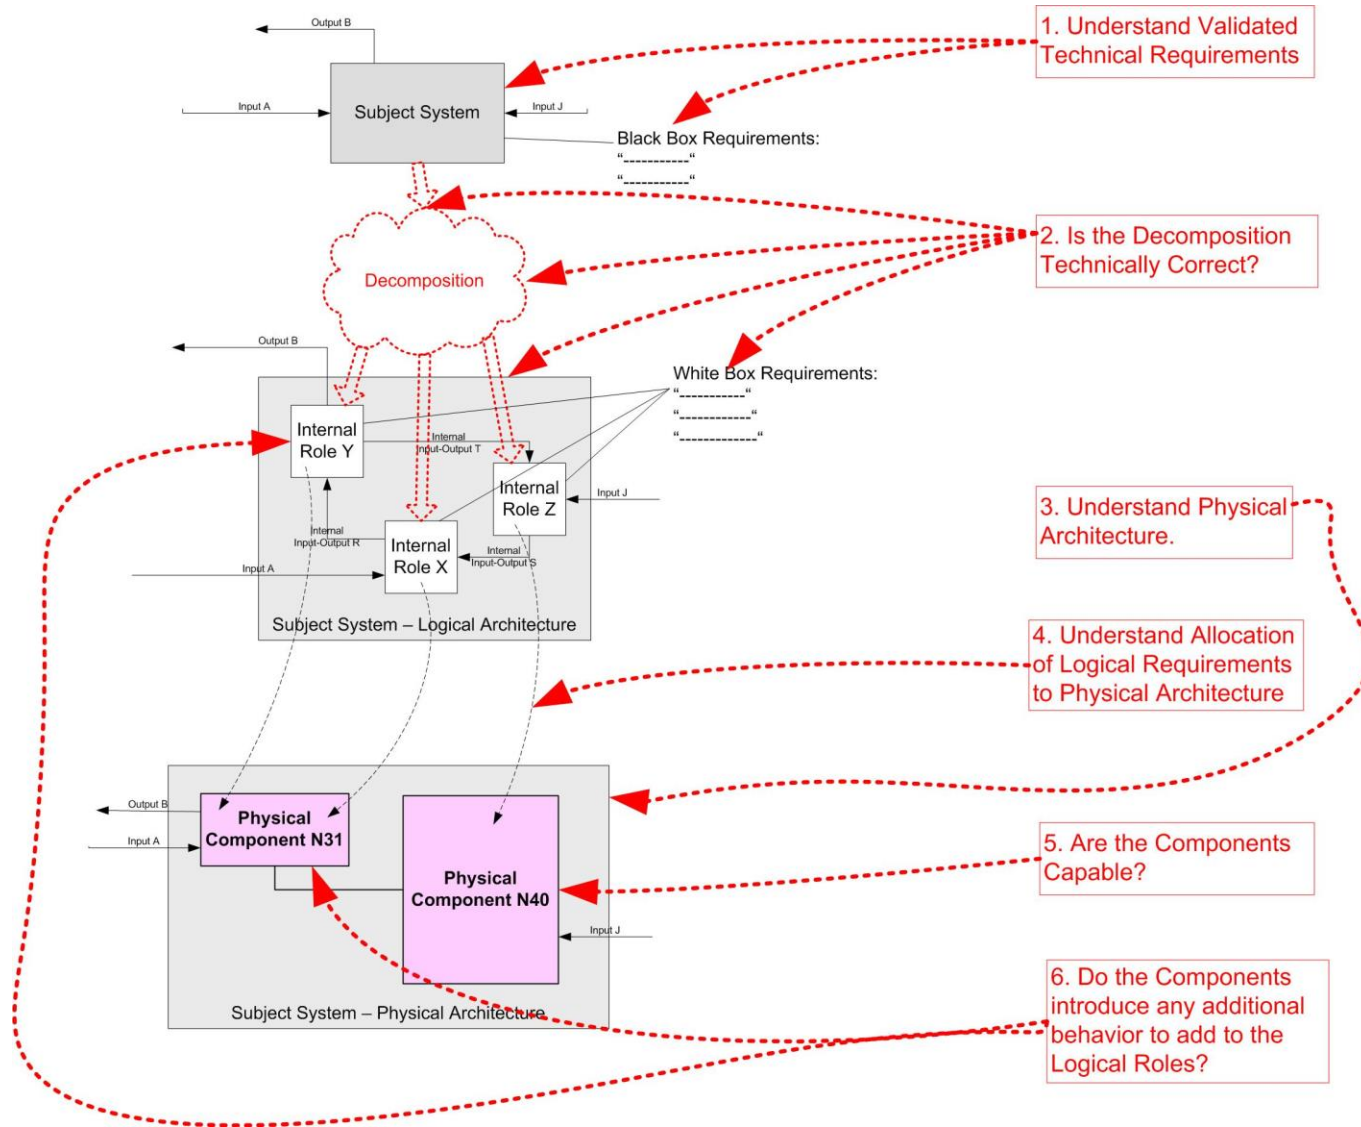 Output B
1. Understand Validated
Technical Requirements
Input A
Subject System
Input J
Black Box Requirements:
“-----------“
“-----------“
2. Is the Decomposition
Technically Correct?
Decomposition
Output B
White Box Requirements:
“-----------“
“------------“
“-------------“
Internal
Role Y
Internal
Input-Output T
Internal
Role Z
Input J
Internal
Input-Output R
Internal
Role X
Internal
Input-Output S
Input A
Subject System – Logical Architecture
3. Understand Physical
Architecture.
4. Understand Allocation
of Logical Requirements
to Physical Architecture
Output B
Input A
Physical
Component N31
Physical
Component N40
Input J
Subject System – Physical Architecture
5. Are the Components
Capable?
6. Do the Components
introduce any additional
behavior to add to the
Logical Roles?